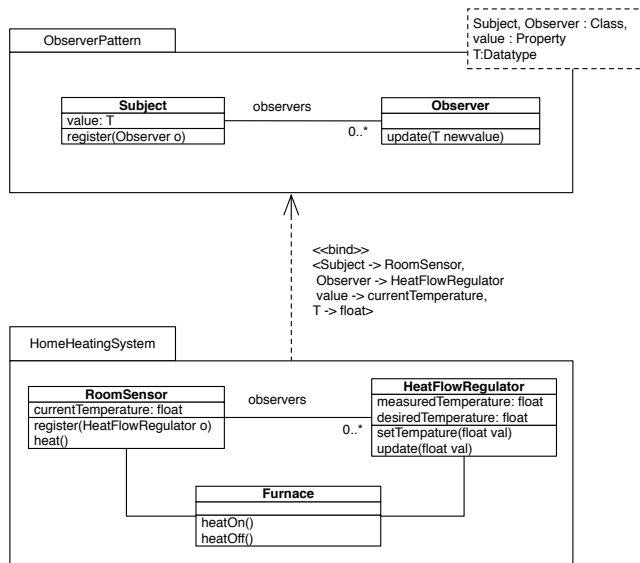 Subject, Observer : Class,
value : Property
T:Datatype
ObserverPattern
Subject
value: T
register(Observer o)
observers
0..*
Observer
update(T newvalue)
<<bind>>
<Subject -> RoomSensor,
Observer -> HeatFlowRegulator
value -> currentTemperature,
T -> float>
HomeHeatingSystem
RoomSensor
currentTemperature: float
register(HeatFlowRegulator o)
heat()
observers
0..*
HeatFlowRegulator
measuredTemperature: float
desiredTemperature: float
setTempature(float val)
update(float val)
Furnace
heatOn()
heatOff()